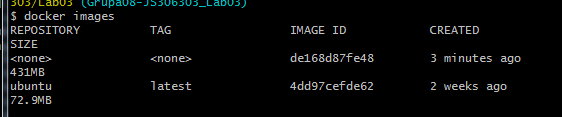 303/Lab03 (Grupa08-JS306303_Lab03)
$ docker images
REPOSITORY TAG IMAGE ID CREATED
SIZE
<none> <none> de168d87fe48 3 minutes ago
431MB
ubuntu latest 4dd97cefde62 2 weeks ago
72.9MB